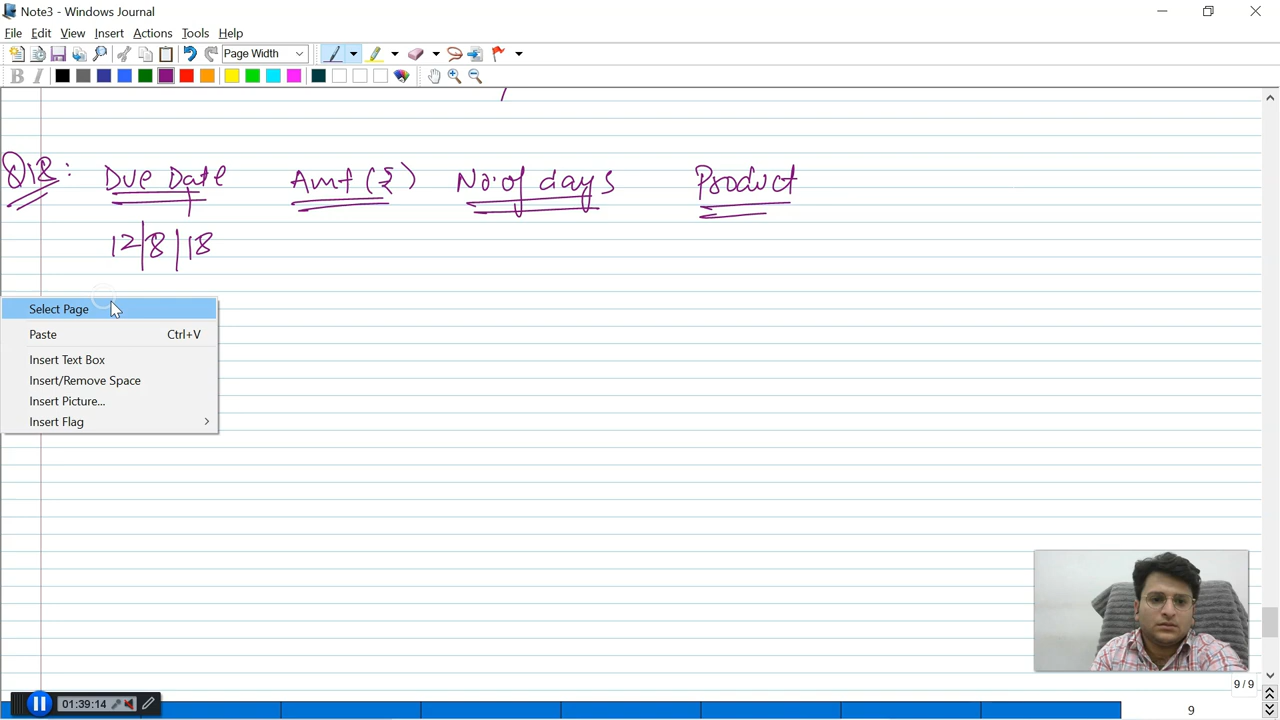 Note3 - Windows Journal
File Edit View Insert Actions Tools Help
Page Width
B I
Q18: Due Date Amt (₹) No. of days Product
12|8|18
Select Page
Paste Ctrl+V
Insert Text Box
Insert/Remove Space
Insert Picture...
Insert Flag
9 / 9
01:39:14
9